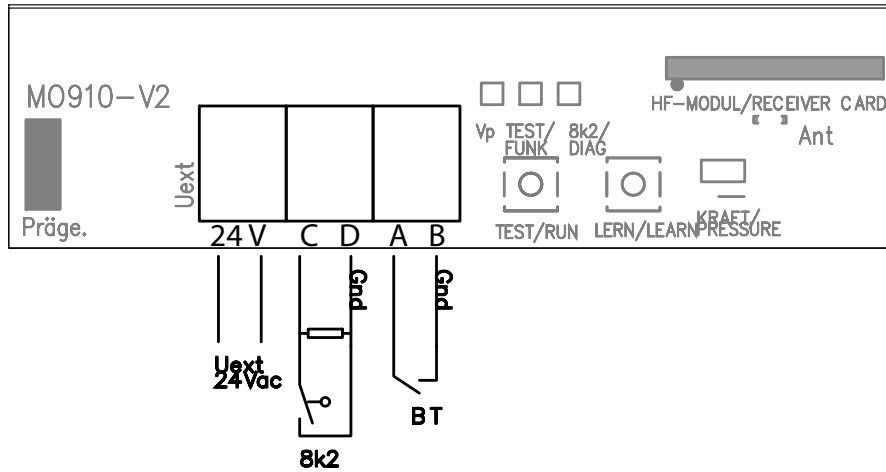 MO910-V2
HF-MODUL/RECEIVER CARD
Ant
Vp TEST/FUNK 8k2/DIAG
Uext
Präge.
TEST/RUN LERN/LEARN KRAFT/PRESSURE
24 V C D A B
Gnd Gnd
Uext
24Vac
BT
8k2